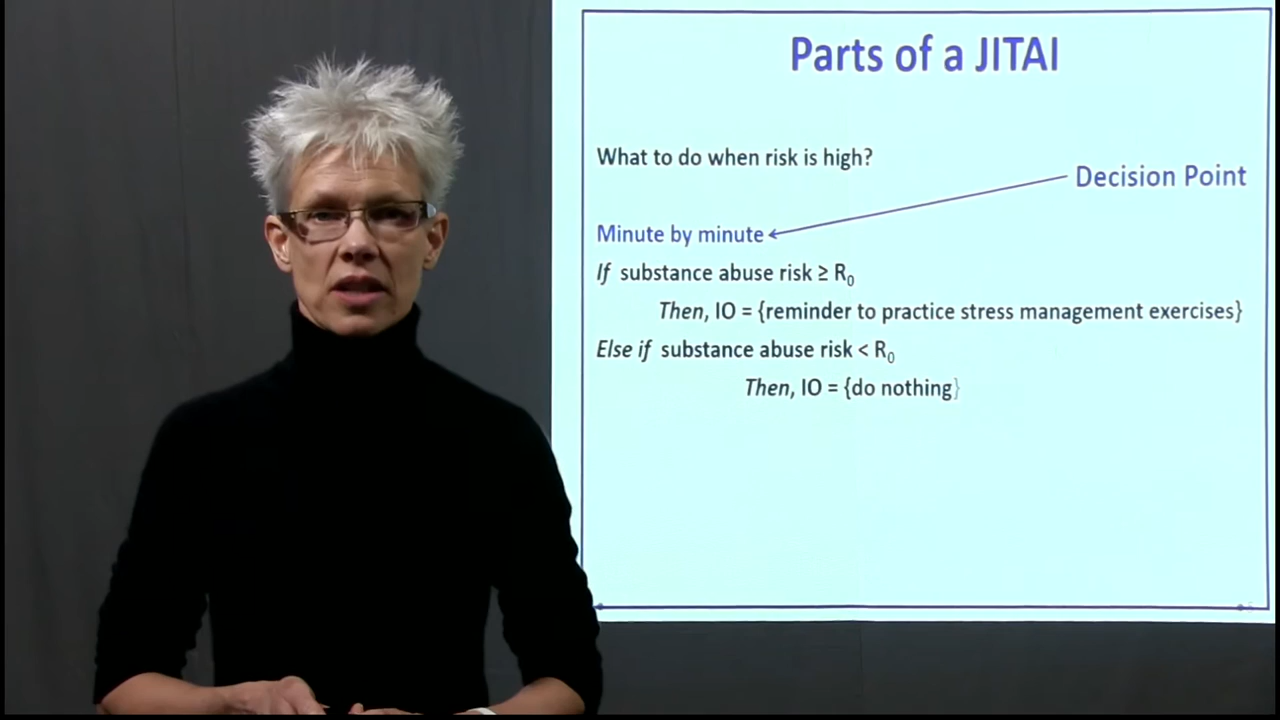 Parts of a JITAI
What to do when risk is high?
Decision Point
Minute by minute
If substance abuse risk ≥ R₀
Then, IO = {reminder to practice stress management exercises}
Else if substance abuse risk < R₀
Then, IO = {do nothing}